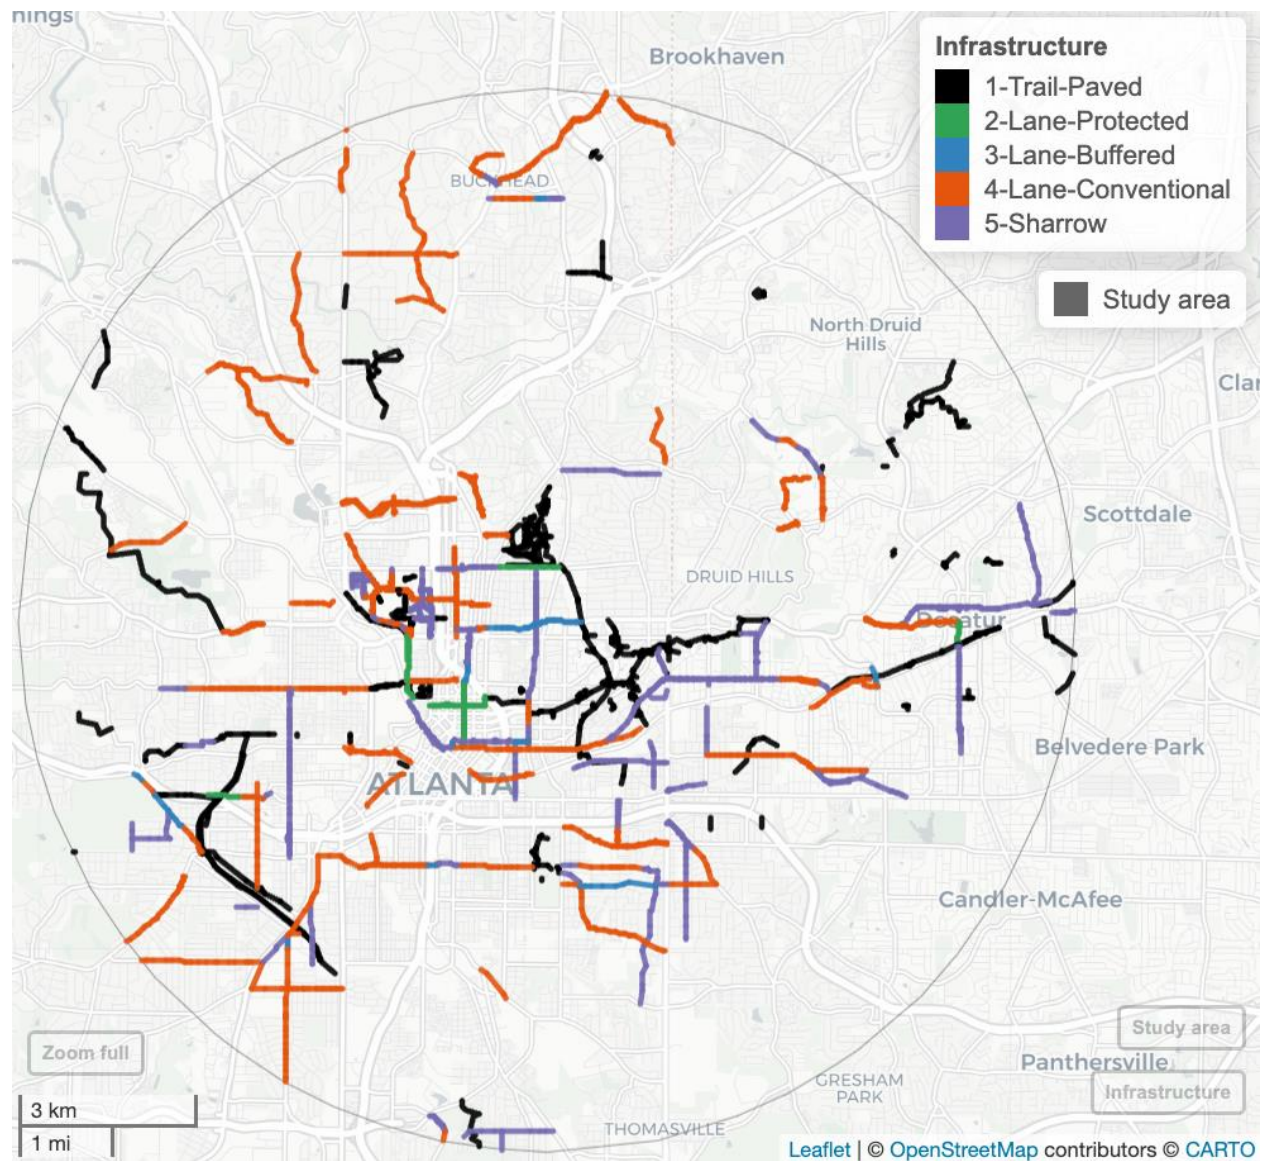 nings
Brookhaven
Infrastructure
1-Trail-Paved
2-Lane-Protected
3-Lane-Buffered
4-Lane-Conventional
5-Sharrow
BUCKHEAD
Study area
North Druid
Hills
Clar
Scottdale
DRUID HILLS
Decatur
Belvedere Park
ATLANTA
Candler-McAfee
Study area
Zoom full
Panthersville
GRESHAM
PARK
Infrastructure
3 km
1 mi
THOMASVILLE
Leaflet | © OpenStreetMap contributors © CARTO